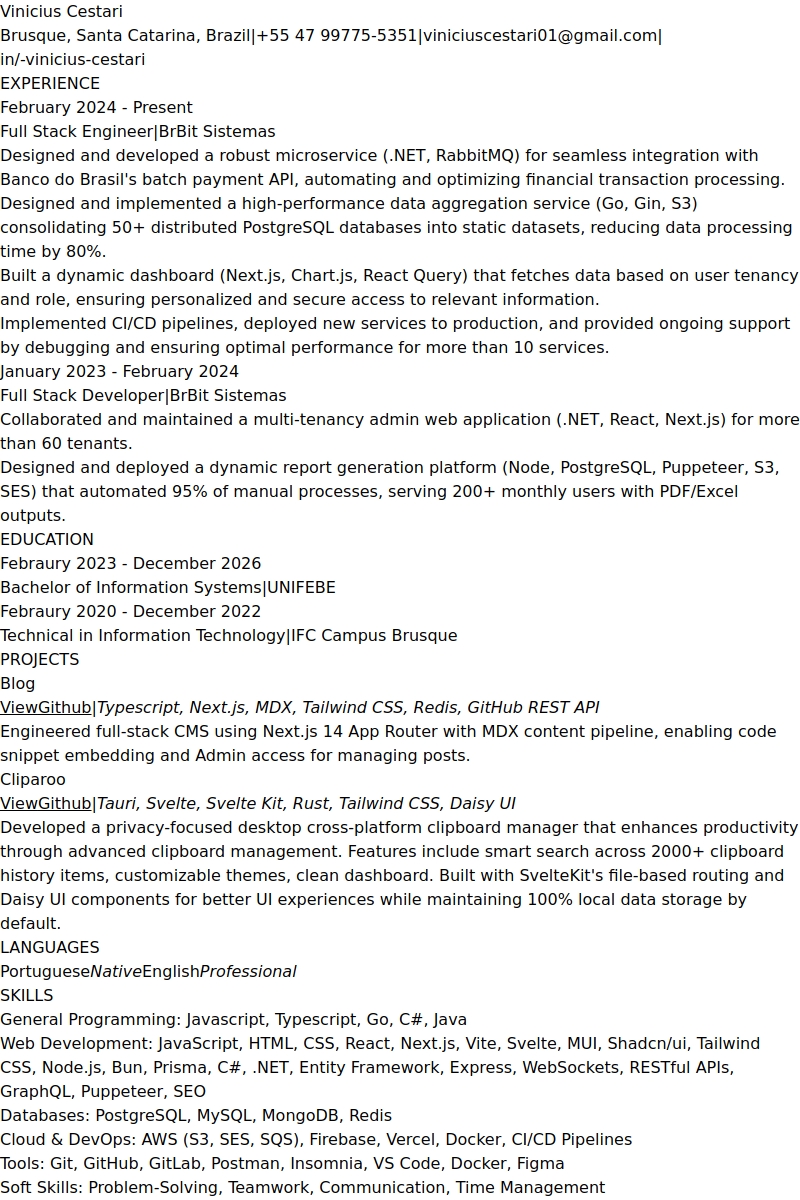 Vinicius Cestari
Brusque, Santa Catarina, Brazil|+55 47 99775-5351|viniciuscestari01@gmail.com|
in/-vinicius-cestari
EXPERIENCE
February 2024 - Present
Full Stack Engineer|BrBit Sistemas
Designed and developed a robust microservice (.NET, RabbitMQ) for seamless integration with
Banco do Brasil's batch payment API, automating and optimizing financial transaction processing.
Designed and implemented a high-performance data aggregation service (Go, Gin, S3)
consolidating 50+ distributed PostgreSQL databases into static datasets, reducing data processing
time by 80%.
Built a dynamic dashboard (Next.js, Chart.js, React Query) that fetches data based on user tenancy
and role, ensuring personalized and secure access to relevant information.
Implemented CI/CD pipelines, deployed new services to production, and provided ongoing support
by debugging and ensuring optimal performance for more than 10 services.
January 2023 - February 2024
Full Stack Developer|BrBit Sistemas
Collaborated and maintained a multi-tenancy admin web application (.NET, React, Next.js) for more
than 60 tenants.
Designed and deployed a dynamic report generation platform (Node, PostgreSQL, Puppeteer, S3,
SES) that automated 95% of manual processes, serving 200+ monthly users with PDF/Excel
outputs.
EDUCATION
Febraury 2023 - December 2026
Bachelor of Information Systems|UNIFEBE
Febraury 2020 - December 2022
Technical in Information Technology|IFC Campus Brusque
PROJECTS
Blog
ViewGithub|Typescript, Next.js, MDX, Tailwind CSS, Redis, GitHub REST API
Engineered full-stack CMS using Next.js 14 App Router with MDX content pipeline, enabling code
snippet embedding and Admin access for managing posts.
Cliparoo
ViewGithub|Tauri, Svelte, Svelte Kit, Rust, Tailwind CSS, Daisy UI
Developed a privacy-focused desktop cross-platform clipboard manager that enhances productivity
through advanced clipboard management. Features include smart search across 2000+ clipboard
history items, customizable themes, clean dashboard. Built with SvelteKit's file-based routing and
Daisy UI components for better UI experiences while maintaining 100% local data storage by
default.
LANGUAGES
PortugueseNativeEnglishProfessional
SKILLS
General Programming: Javascript, Typescript, Go, C#, Java
Web Development: JavaScript, HTML, CSS, React, Next.js, Vite, Svelte, MUI, Shadcn/ui, Tailwind
CSS, Node.js, Bun, Prisma, C#, .NET, Entity Framework, Express, WebSockets, RESTful APIs,
GraphQL, Puppeteer, SEO
Databases: PostgreSQL, MySQL, MongoDB, Redis
Cloud & DevOps: AWS (S3, SES, SQS), Firebase, Vercel, Docker, CI/CD Pipelines
Tools: Git, GitHub, GitLab, Postman, Insomnia, VS Code, Docker, Figma
Soft Skills: Problem-Solving, Teamwork, Communication, Time Management